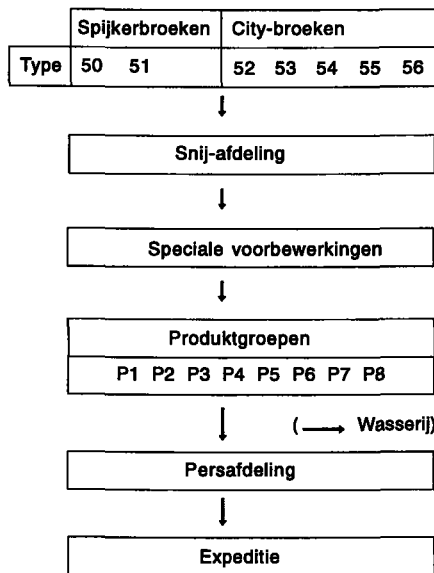 Spijkerbroeken City-broeken
Type 50 51 52 53 54 55 56
Snij-afdeling
Speciale voorbewerkingen
Produktgroepen
P1 P2 P3 P4 P5 P6 P7 P8
( → Wasserij)
Persafdeling
Expeditie